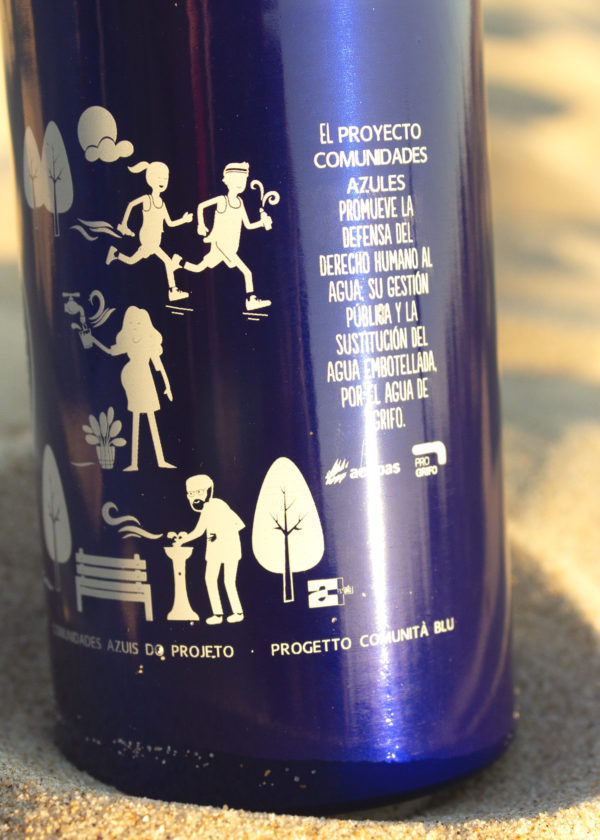 EL PROYECTO
COMUNIDADES
AZULES
PROMUEVE LA
DEFENSA DEL
DERECHO HUMANO AL
AGUA, SU GESTIÓN
PÚBLICA Y LA
SUSTITUCIÓN DEL
AGUA EMBOTELLADA,
POR EL AGUA DE
GRIFO.
PRO
GRIFO
COMUNIDADES AZUIS DO PROJETO · PROGETTO COMUNITÀ BLU